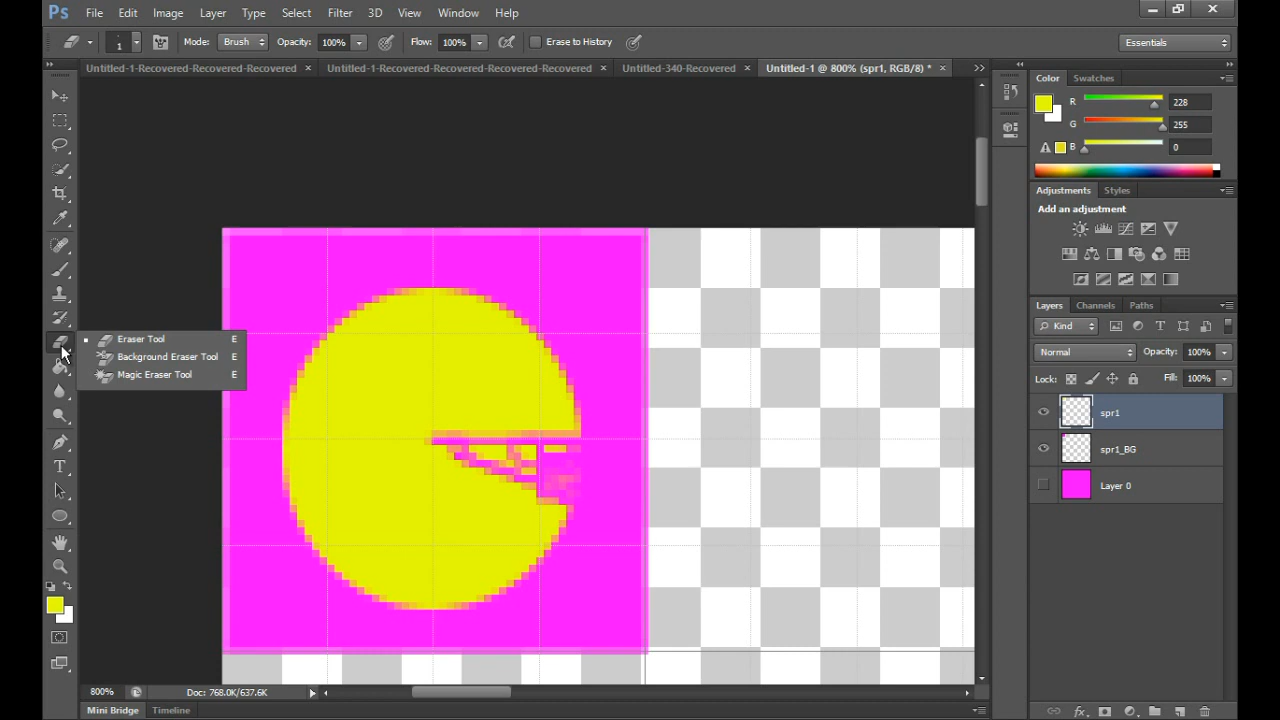 Ps File Edit Image Layer Type Select Filter 3D View Window Help
1 Mode: Brush Opacity: 100% Flow: 100% Erase to History Essentials
Untitled-1-Recovered-Recovered-Recovered × Untitled-1-Recovered-Recovered-Recovered × Untitled-340-Recovered × Untitled-1 @ 800% (spr1, RGB/8) * ×
Color Swatches
R 228
G 255
B 0
Adjustments Styles
Add an adjustment
Layers Channels Paths
Kind
Normal Opacity: 100%
Lock: Fill: 100%
spr1
spr1_BG
Layer 0
Eraser Tool E
Background Eraser Tool E
Magic Eraser Tool E
800% Doc: 768.0K/637.6K
Mini Bridge Timeline